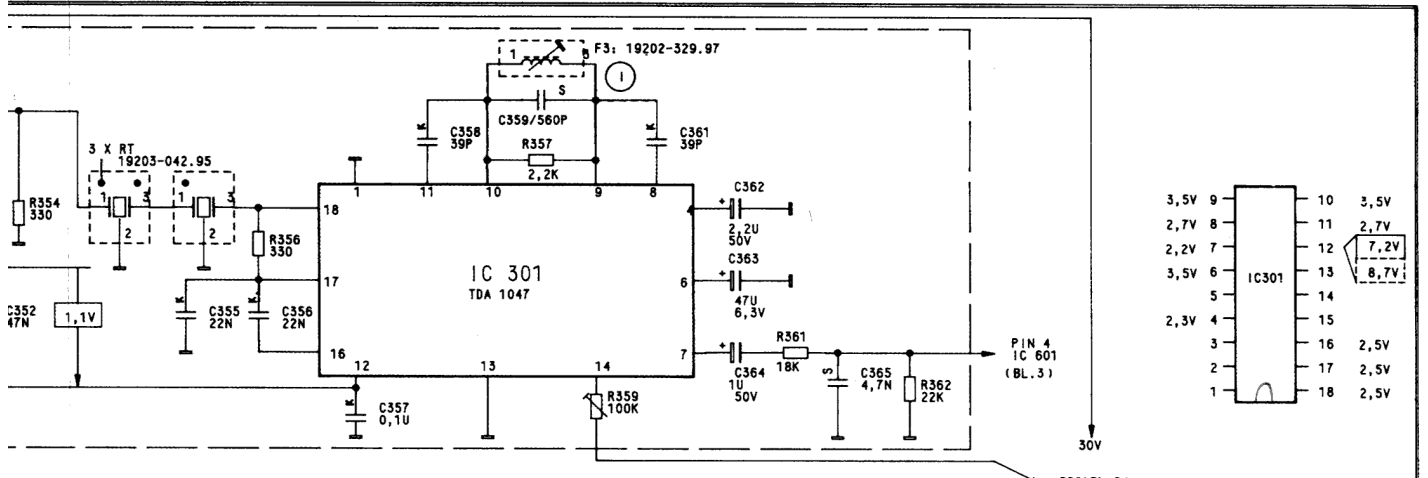 1
3
F3: 19202-329.97
I
S
C359/560P
K
C358
39P
R357
2,2K
K
C361
39P
3 X RT
19203-042.95
1
3
2
1
3
2
R354
330
R356
330
1
11
10
9
8
18
17
16
12
13
14
4
6
7
IC 301
TDA 1047
+
C362
2,2U
50V
+
C363
47U
6,3V
+
C364
1U
50V
R361
18K
S
C365
4,7N
R362
22K
PIN 4
IC 601
(BL.3)
C352
47N
1,1V
K
C355
22N
K
C356
22N
K
C357
0,1U
R359
100K
30V
IC301
3,5V 9
2,7V 8
2,2V 7
3,5V 6
5
2,3V 4
3
2
1
10 3,5V
11 2,7V
12 7,2V
13 8,7V
14
15
16 2,5V
17 2,5V
18 2,5V